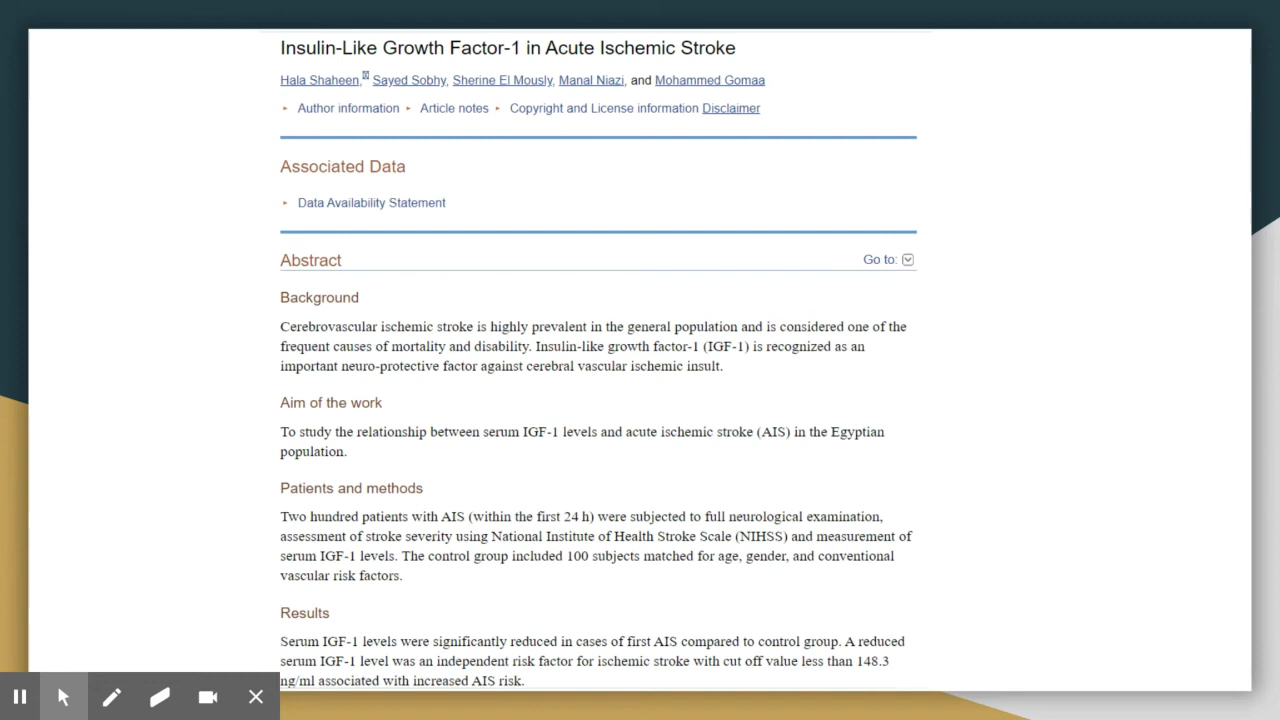 Insulin-Like Growth Factor-1 in Acute Ischemic Stroke
Hala Shaheen, Sayed Sobhy, Sherine El Mously, Manal Niazi, and Mohammed Gomaa
Author information Article notes Copyright and License information Disclaimer
Associated Data
Data Availability Statement
Abstract Go to:
Background
Cerebrovascular ischemic stroke is highly prevalent in the general population and is considered one of the
frequent causes of mortality and disability. Insulin-like growth factor-1 (IGF-1) is recognized as an
important neuro-protective factor against cerebral vascular ischemic insult.
Aim of the work
To study the relationship between serum IGF-1 levels and acute ischemic stroke (AIS) in the Egyptian
population.
Patients and methods
Two hundred patients with AIS (within the first 24 h) were subjected to full neurological examination,
assessment of stroke severity using National Institute of Health Stroke Scale (NIHSS) and measurement of
serum IGF-1 levels. The control group included 100 subjects matched for age, gender, and conventional
vascular risk factors.
Results
Serum IGF-1 levels were significantly reduced in cases of first AIS compared to control group. A reduced
serum IGF-1 level was an independent risk factor for ischemic stroke with cut off value less than 148.3
ng/ml associated with increased AIS risk.